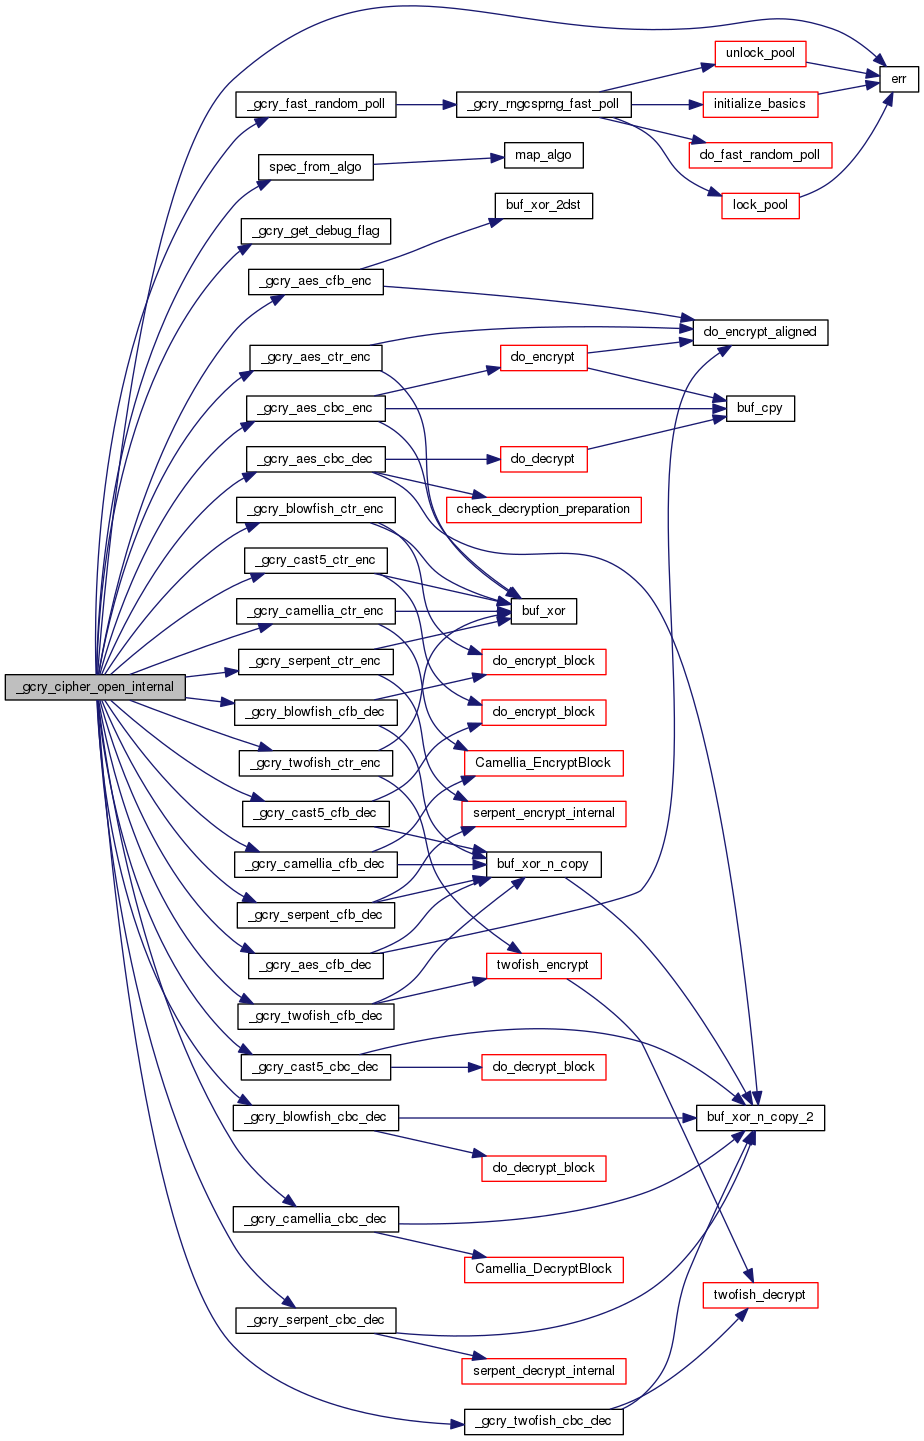 unlock_pool
err
_gcry_fast_random_poll
_gcry_rngcsprng_fast_poll
initialize_basics
map_algo
do_fast_random_poll
spec_from_algo
lock_pool
buf_xor_2dst
_gcry_get_debug_flag
_gcry_aes_cfb_enc
do_encrypt_aligned
_gcry_aes_ctr_enc
do_encrypt
_gcry_aes_cbc_enc
buf_cpy
_gcry_aes_cbc_dec
do_decrypt
_gcry_blowfish_ctr_enc
check_decryption_preparation
_gcry_cast5_ctr_enc
_gcry_camellia_ctr_enc
buf_xor
_gcry_serpent_ctr_enc
do_encrypt_block
_gcry_cipher_open_internal
_gcry_blowfish_cfb_dec
do_encrypt_block
_gcry_twofish_ctr_enc
Camellia_EncryptBlock
_gcry_cast5_cfb_dec
serpent_encrypt_internal
_gcry_camellia_cfb_dec
buf_xor_n_copy
_gcry_serpent_cfb_dec
_gcry_aes_cfb_dec
twofish_encrypt
_gcry_twofish_cfb_dec
_gcry_cast5_cbc_dec
do_decrypt_block
_gcry_blowfish_cbc_dec
buf_xor_n_copy_2
do_decrypt_block
_gcry_camellia_cbc_dec
Camellia_DecryptBlock
twofish_decrypt
_gcry_serpent_cbc_dec
serpent_decrypt_internal
_gcry_twofish_cbc_dec